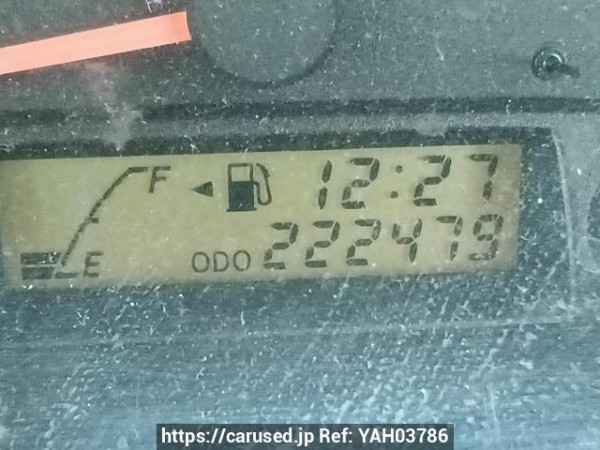 F 12:27
E ODO 222479
https://carused.jp Ref: YAH03786